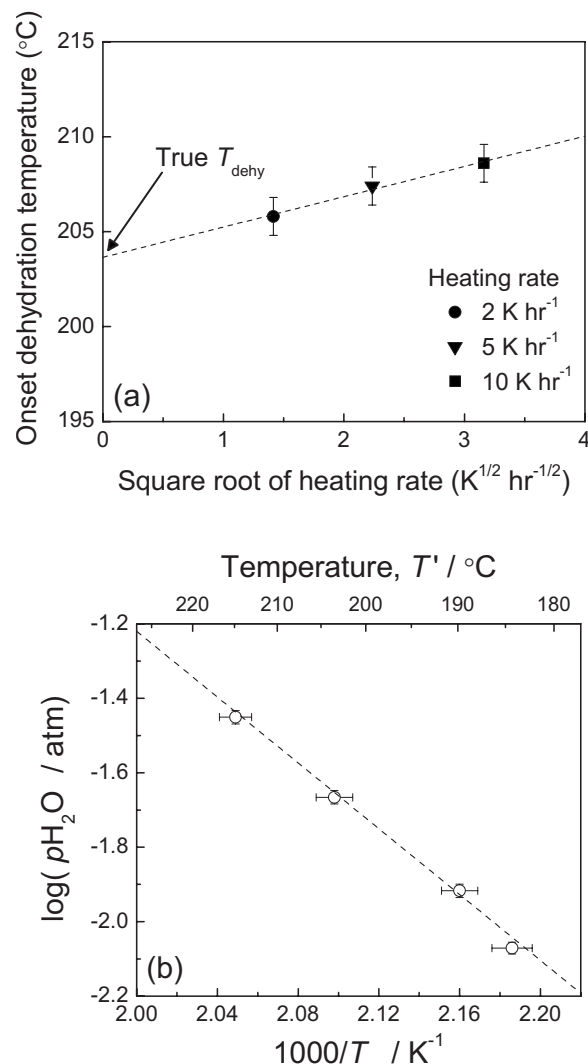 Onset dehydration temperature (°C)
215
210
205
200
195
True T_dehy
Heating rate
2 K hr⁻¹
5 K hr⁻¹
10 K hr⁻¹
(a)
0 1 2 3 4
Square root of heating rate (K^1/2 hr^-1/2)
Temperature, T' / °C
220 210 200 190 180
log( pH₂O / atm)
-1.2
-1.4
-1.6
-1.8
-2.0
-2.2
(b)
2.00 2.04 2.08 2.12 2.16 2.20
1000/T / K⁻¹